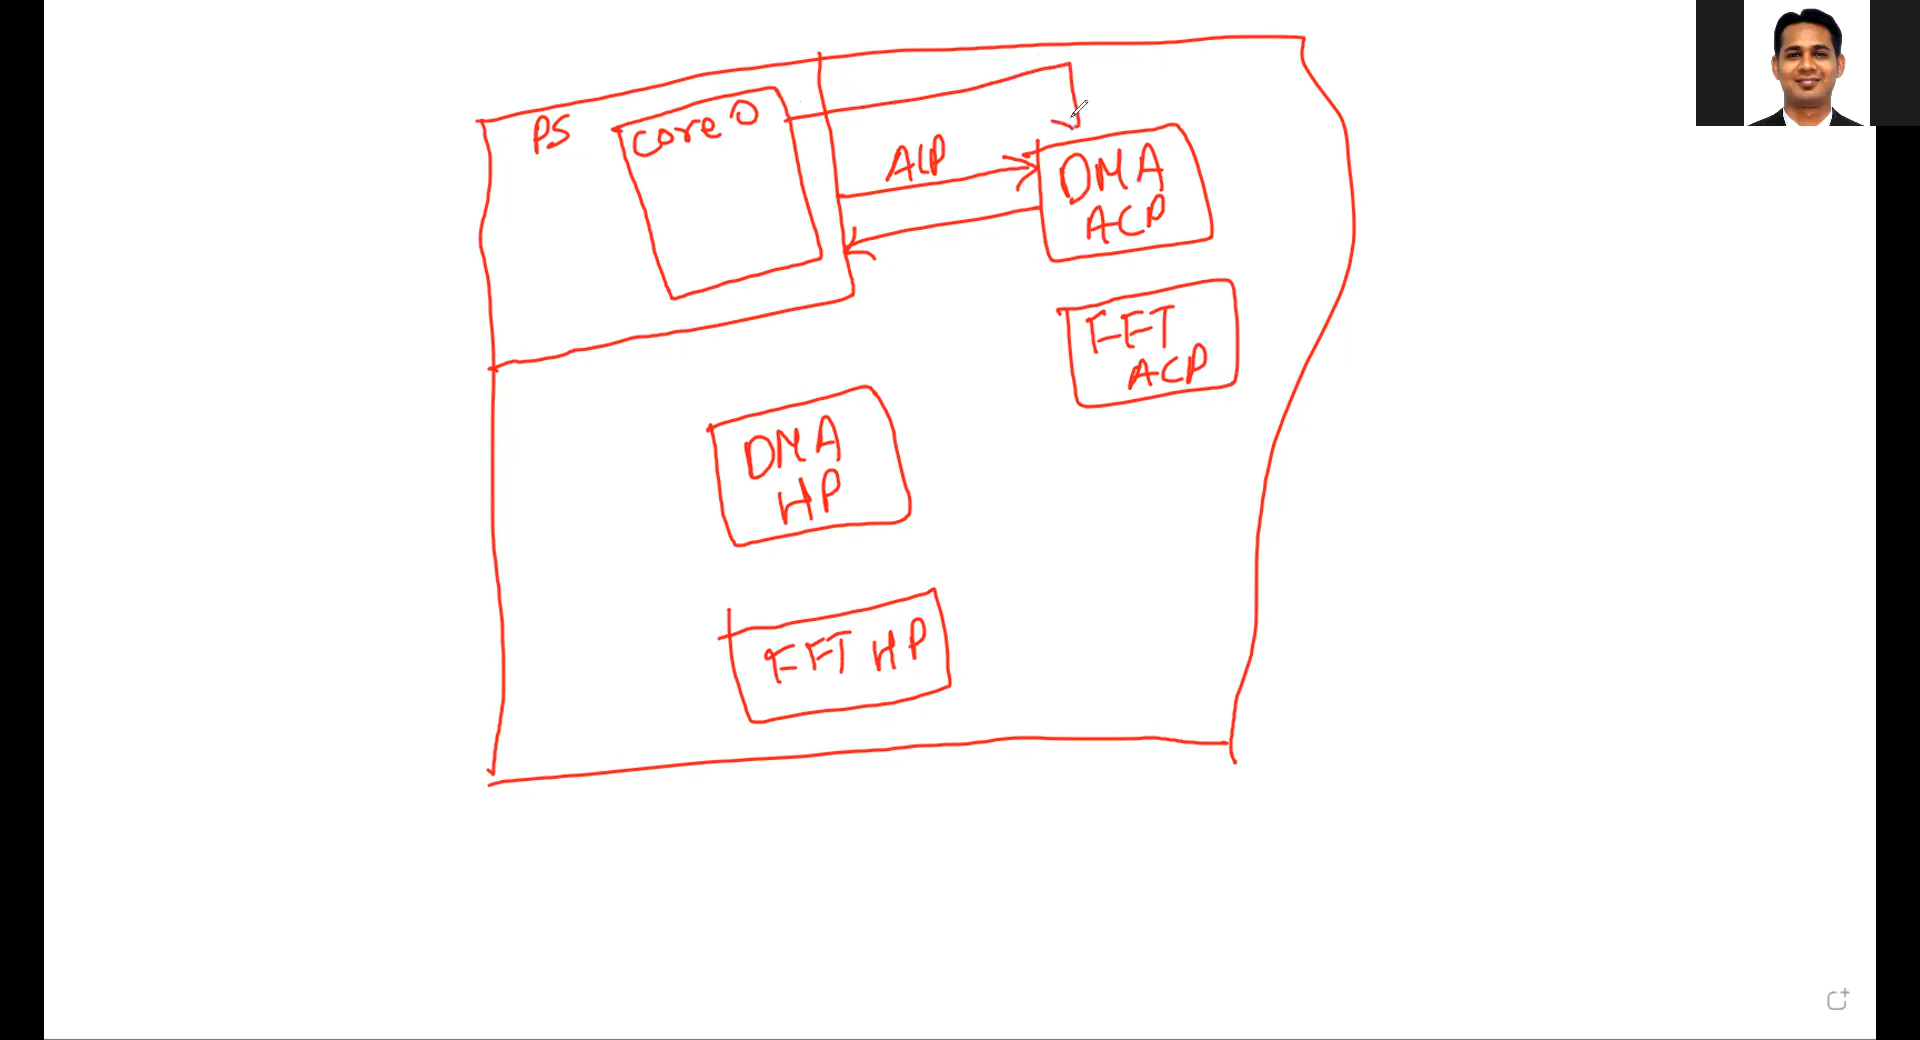 PS
Core 0
ACP
DMA
ACP
FFT
ACP
DMA
HP
FFT HP